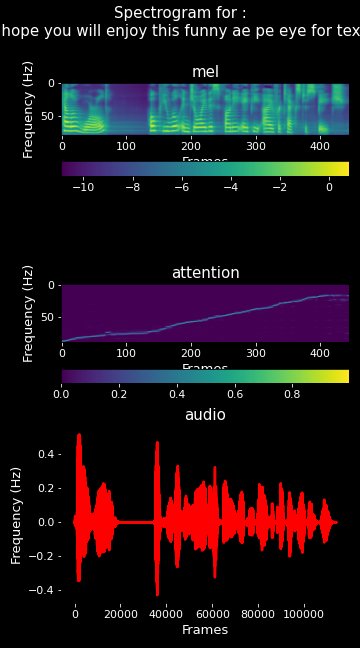 Spectrogram for :
hope you will enjoy this funny ae pe eye for tex
mel
Frequency (Hz)
0
50
0 100 200 300 400
Frames
−10 −8 −6 −4 −2 0
attention
Frequency (Hz)
0
50
0 100 200 300 400
Frames
0.0 0.2 0.4 0.6 0.8
audio
Frequency (Hz)
0.4
0.2
0.0
−0.2
−0.4
0 20000 40000 60000 80000 100000
Frames